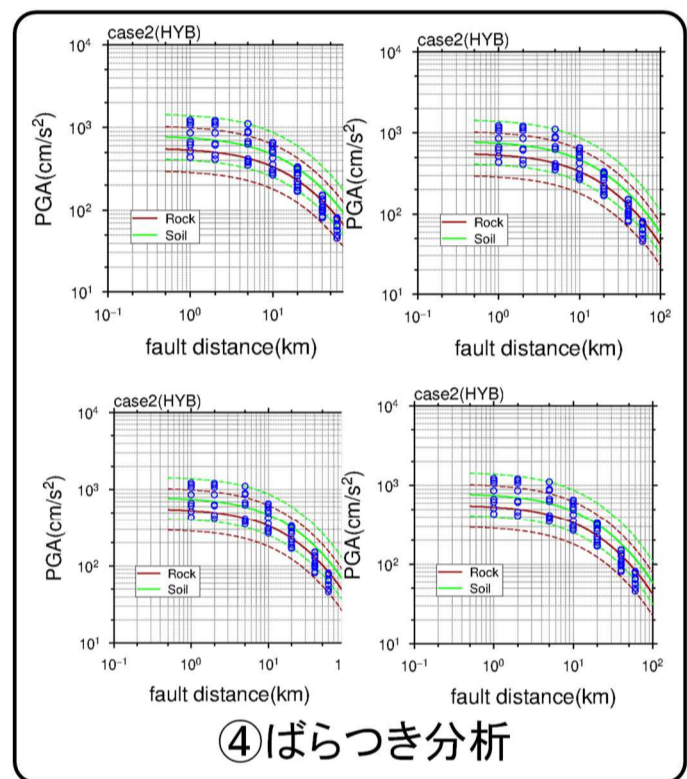 case2(HYB)
10⁴
10³
10²
10¹
PGA(cm/s²)
Rock
Soil
10⁻¹
10⁰
10¹
fault distance(km)
case2(HYB)
10⁴
10³
10²
10¹
PGA(cm/s²)
Rock
Soil
10⁻¹
10⁰
10¹
10²
fault distance(km)
case2(HYB)
10⁴
10³
10²
10¹
PGA(cm/s²)
Rock
Soil
10⁻¹
10⁰
10¹
1
fault distance(km)
case2(HYB)
10⁴
10³
10²
10¹
PGA(cm/s²)
Rock
Soil
10⁻¹
10⁰
10¹
10²
fault distance(km)
④ばらつき分析